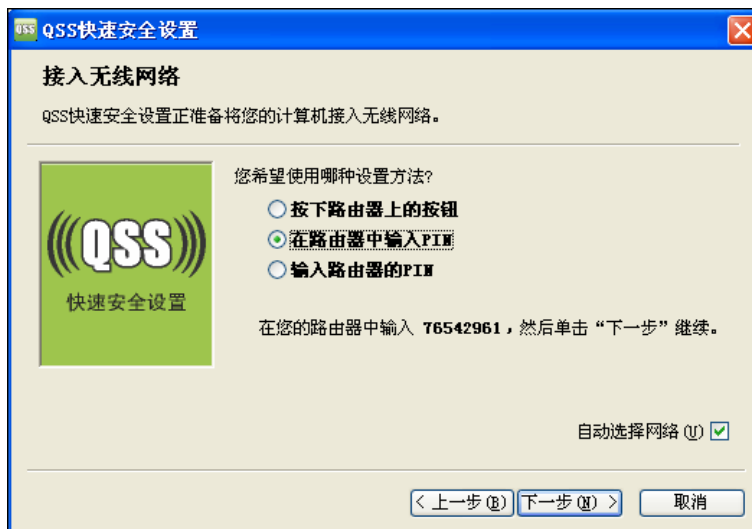 QSS QSS快速安全设置
接入无线网络
QSS快速安全设置正准备将您的计算机接入无线网络。
您希望使用哪种设置方法?
按下路由器上的按钮
在路由器中输入PIN
输入路由器的PIN
QSS
快速安全设置
在您的路由器中输入 76542961，然后单击“下一步”继续。
自动选择网络(U)
< 上一步(B) 下一步(N) > 取消